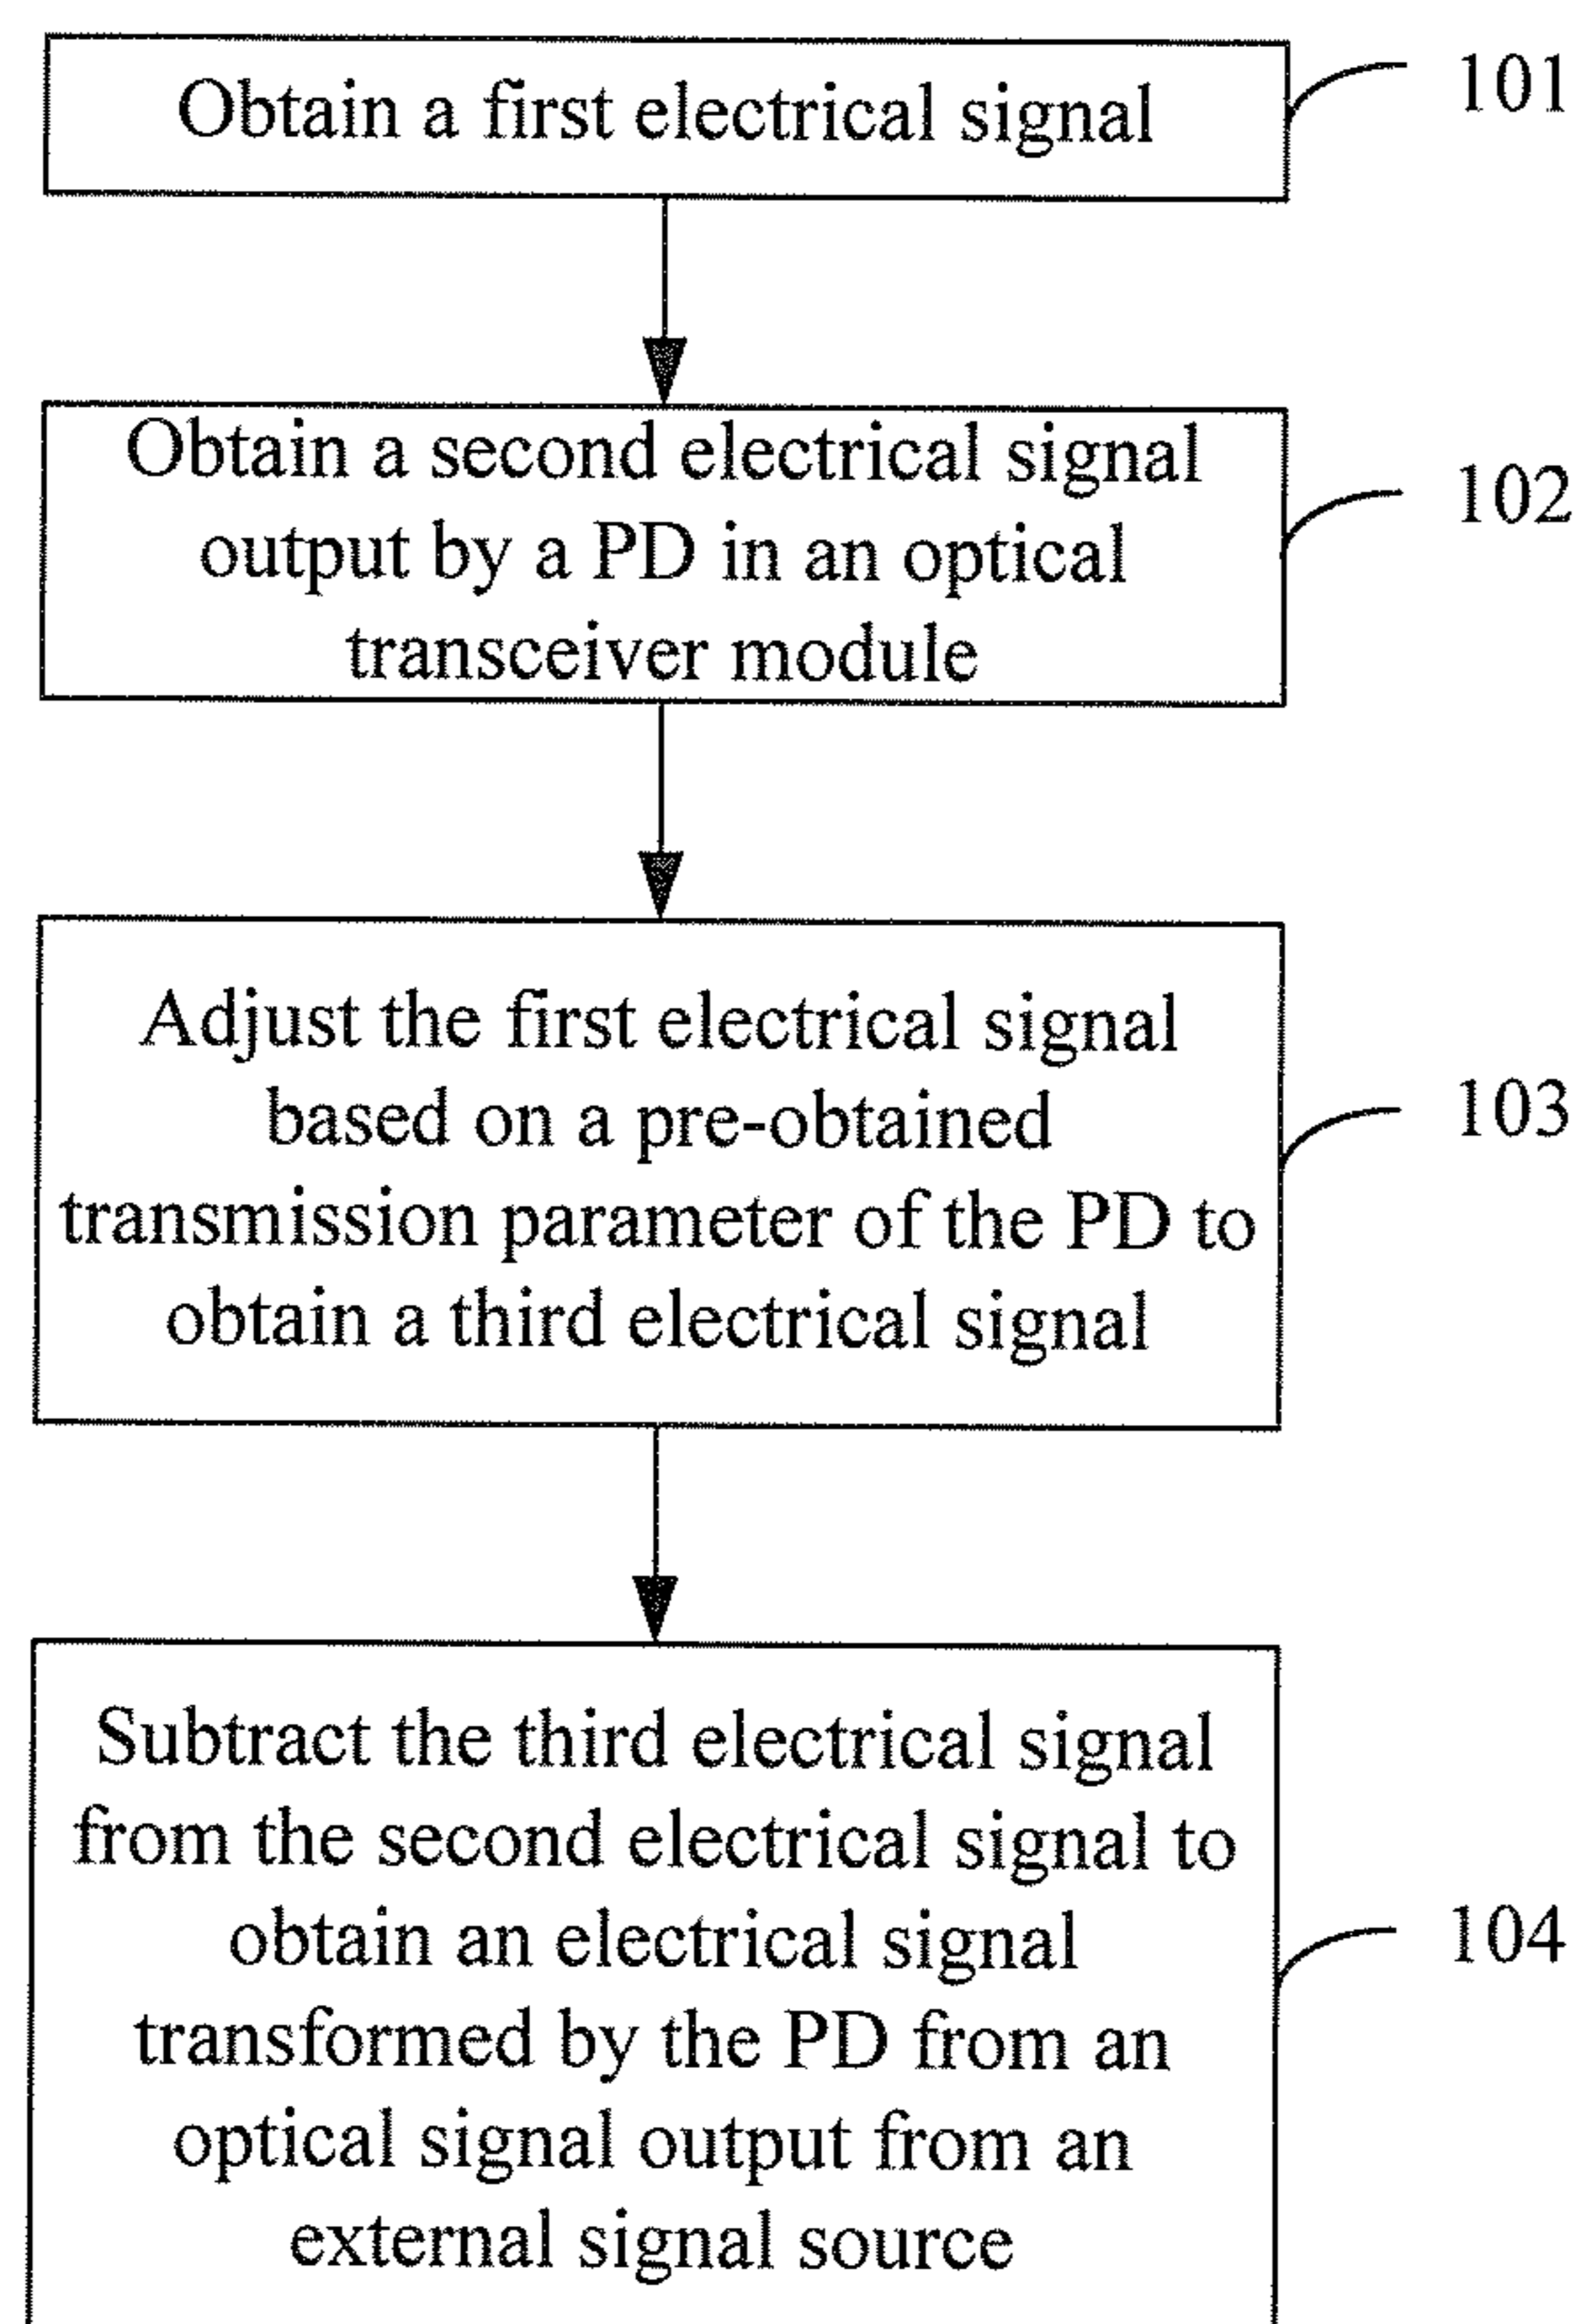 Obtain a first electrical signal
101
Obtain a second electrical signal
output by a PD in an optical
transceiver module
102
Adjust the first electrical signal
based on a pre-obtained
transmission parameter of the PD to
obtain a third electrical signal
103
Subtract the third electrical signal
from the second electrical signal to
obtain an electrical signal
transformed by the PD from an
optical signal output from an
external signal source
104